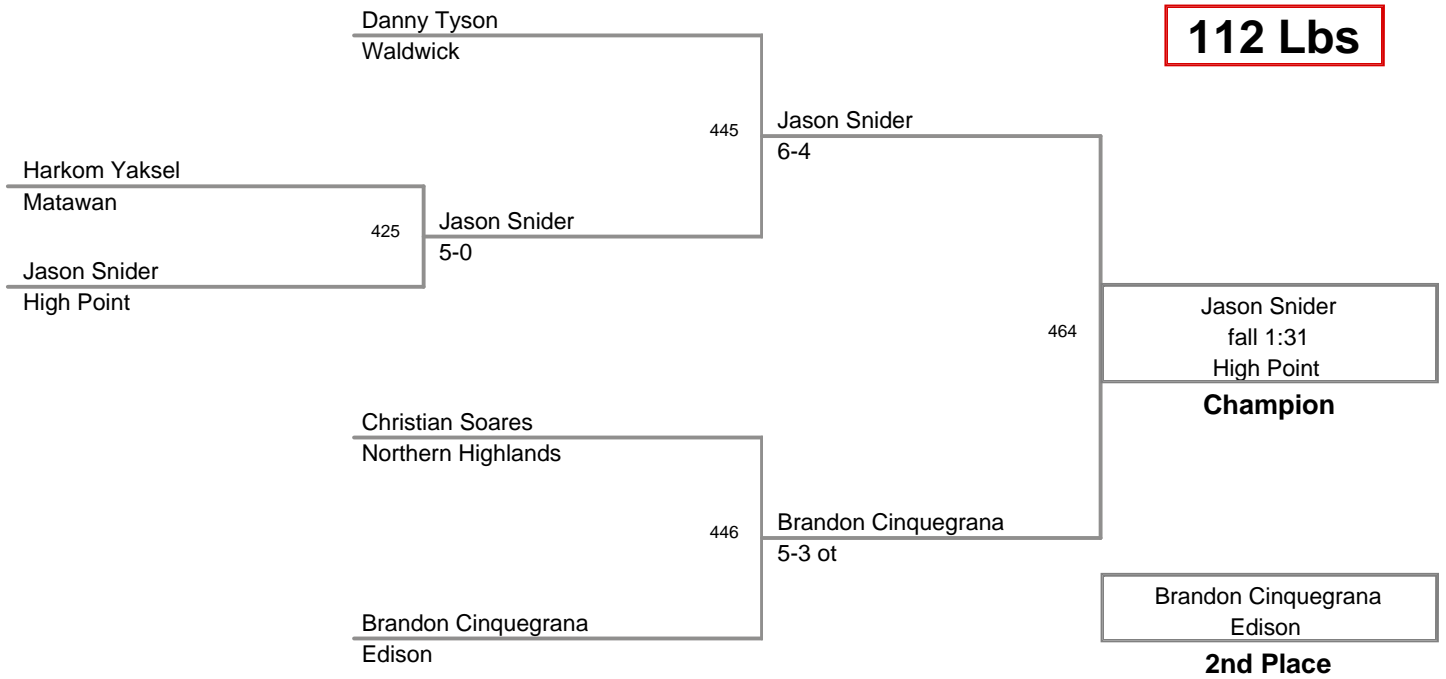 Danny Tyson
Waldwick
112 Lbs
445
Jason Snider
6-4
Harkom Yaksel
Matawan
425
Jason Snider
5-0
Jason Snider
High Point
464
Jason Snider
fall 1:31
High Point
Champion
Christian Soares
Northern Highlands
446
Brandon Cinquegrana
5-3 ot
Brandon Cinquegrana
Edison
Brandon Cinquegrana
Edison
2nd Place